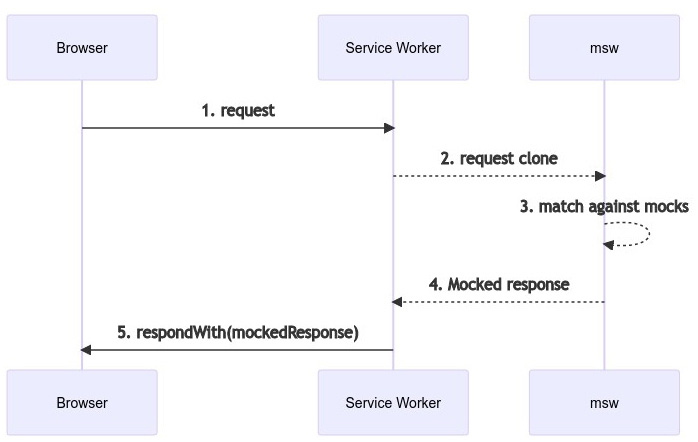 Browser
Service Worker
msw
1. request
2. request clone
3. match against mocks
4. Mocked response
5. respondWith(mockedResponse)
Browser
Service Worker
msw